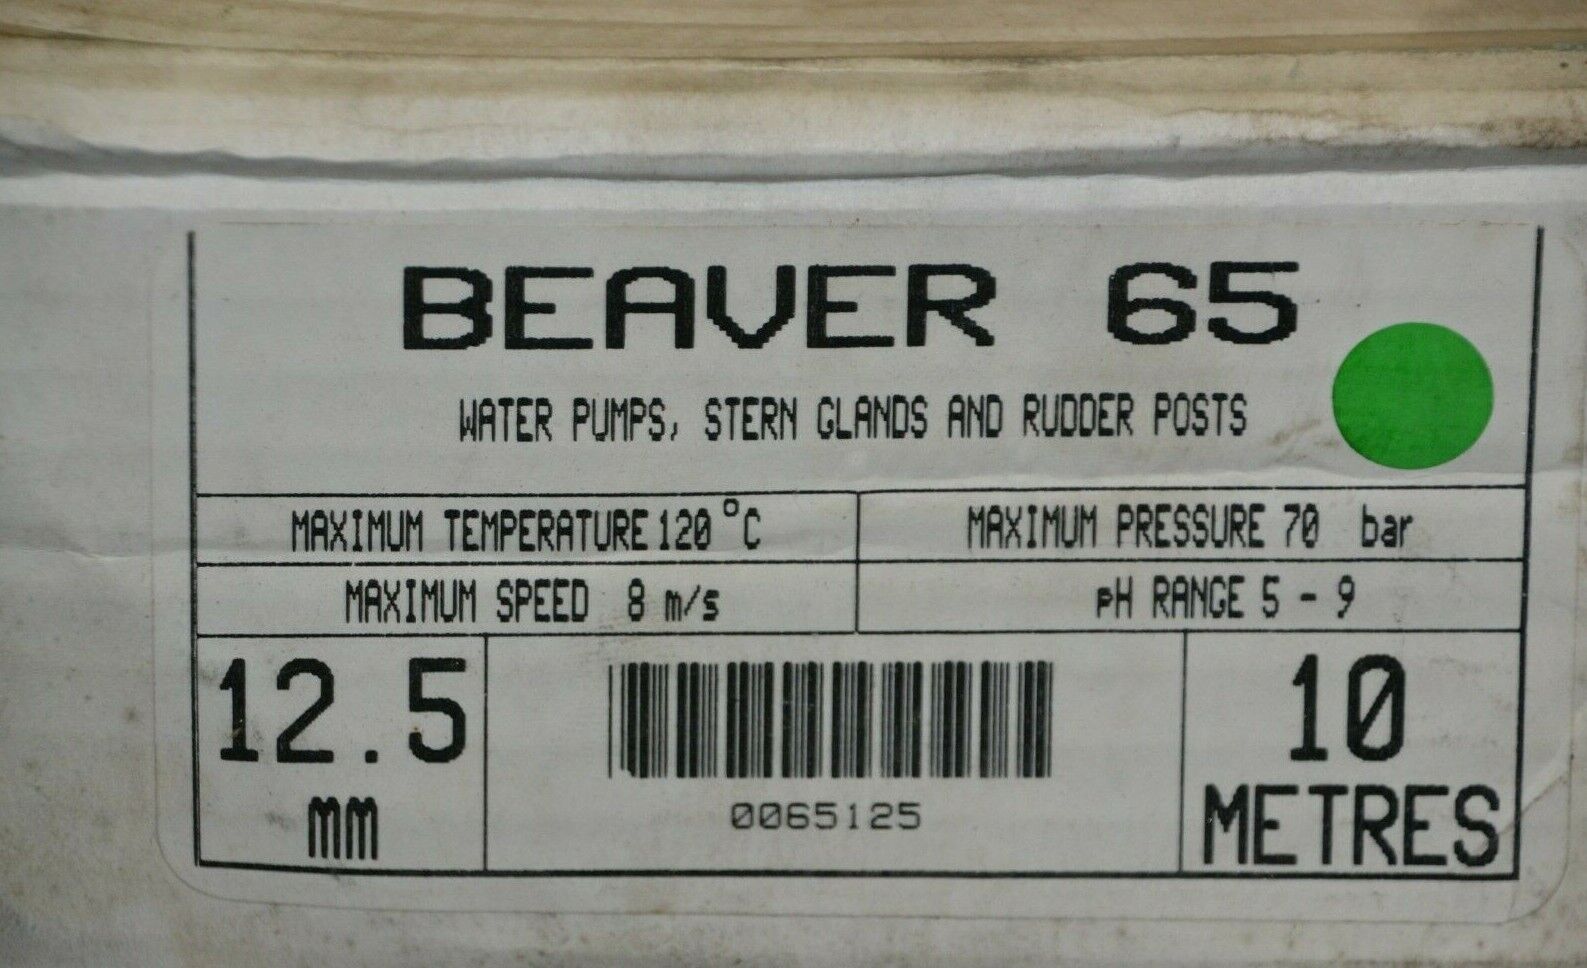 BEAVER 65
WATER PUMPS, STERN GLANDS AND RUDDER POSTS
MAXIMUM TEMPERATURE 120 °C
MAXIMUM PRESSURE 70 bar
MAXIMUM SPEED 8 m/s
pH RANGE 5 - 9
12.5
mm
0065125
10
METRES